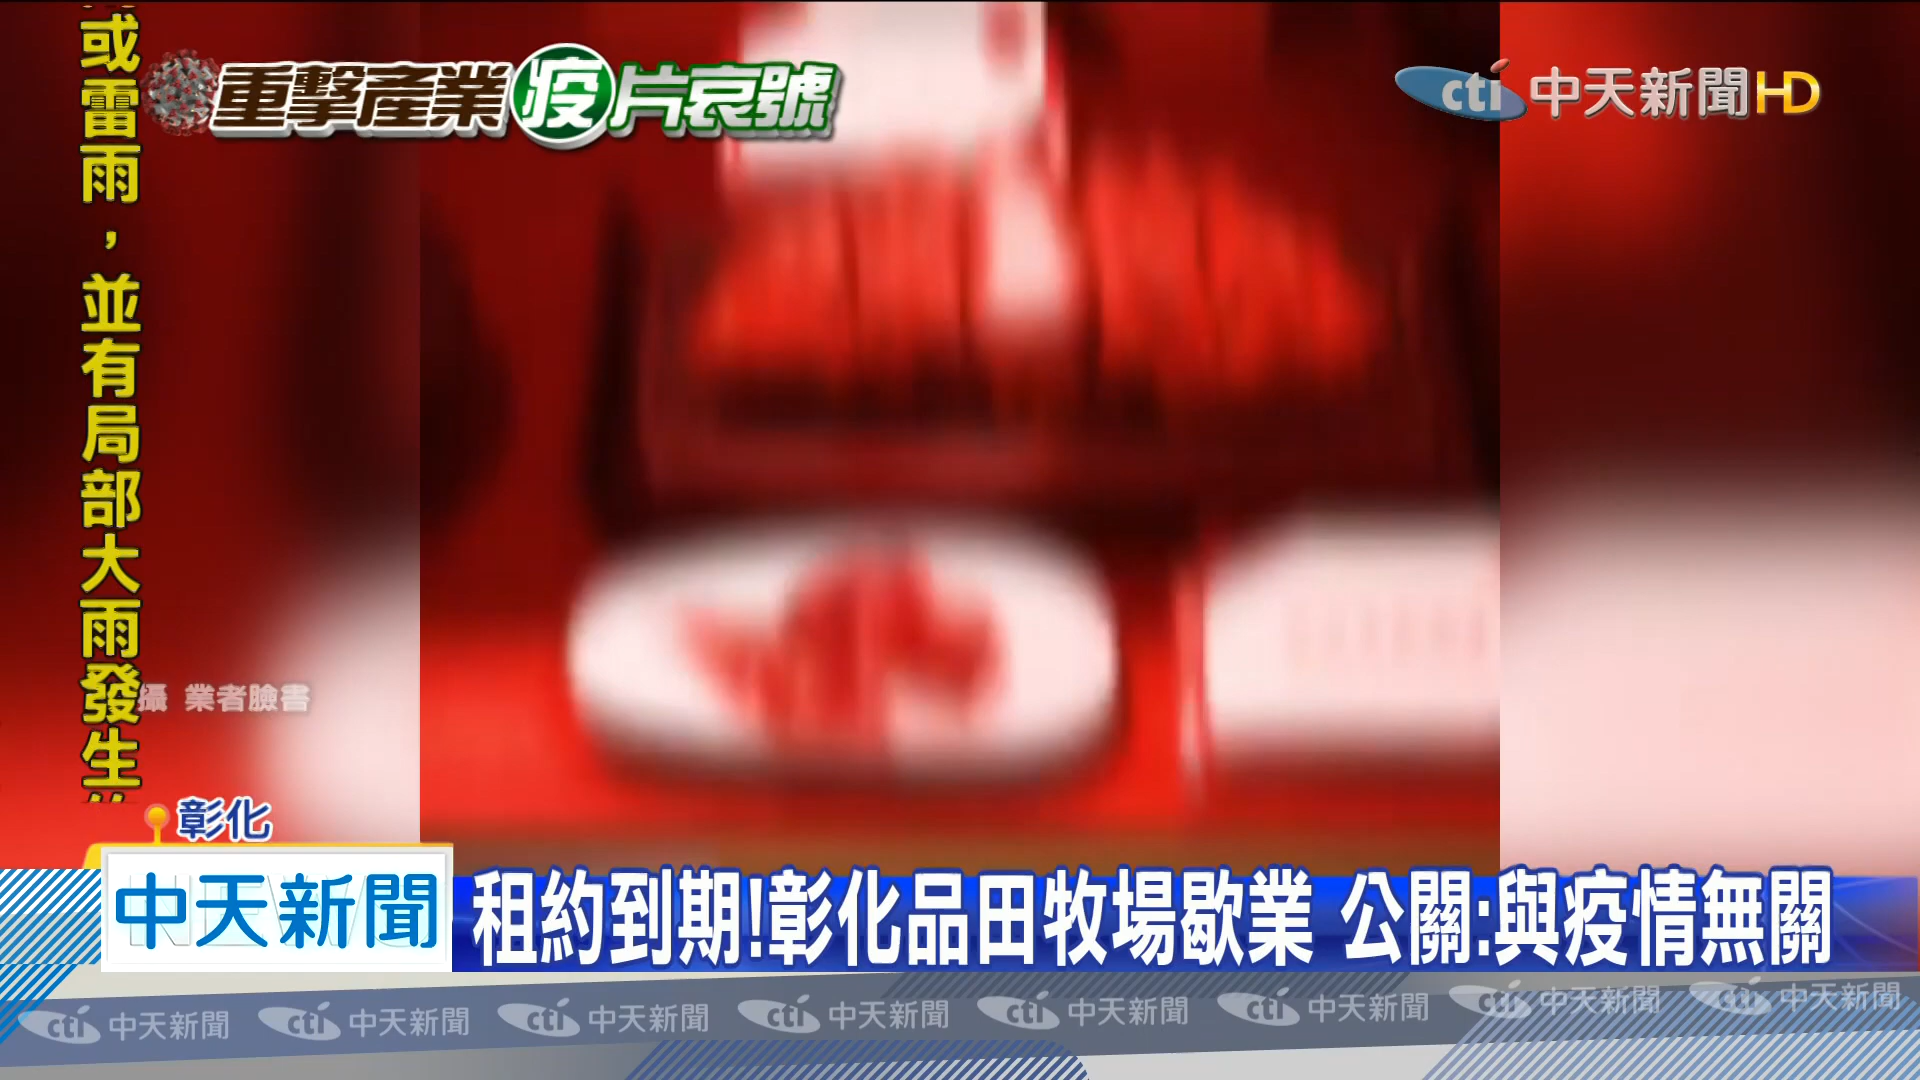 或雷雨，並有局部大雨發生
重擊產業疫片哀號
cti 中天新聞HD
攝 業者臉書
彰化
中天新聞
租約到期!彰化品田牧場歇業 公關:與疫情無關
cti 中天新聞 cti 中天新聞 cti 中天新聞 cti 中天新聞 cti 中天新聞 cti 中天新聞 cti 中天新聞 cti 中天新聞